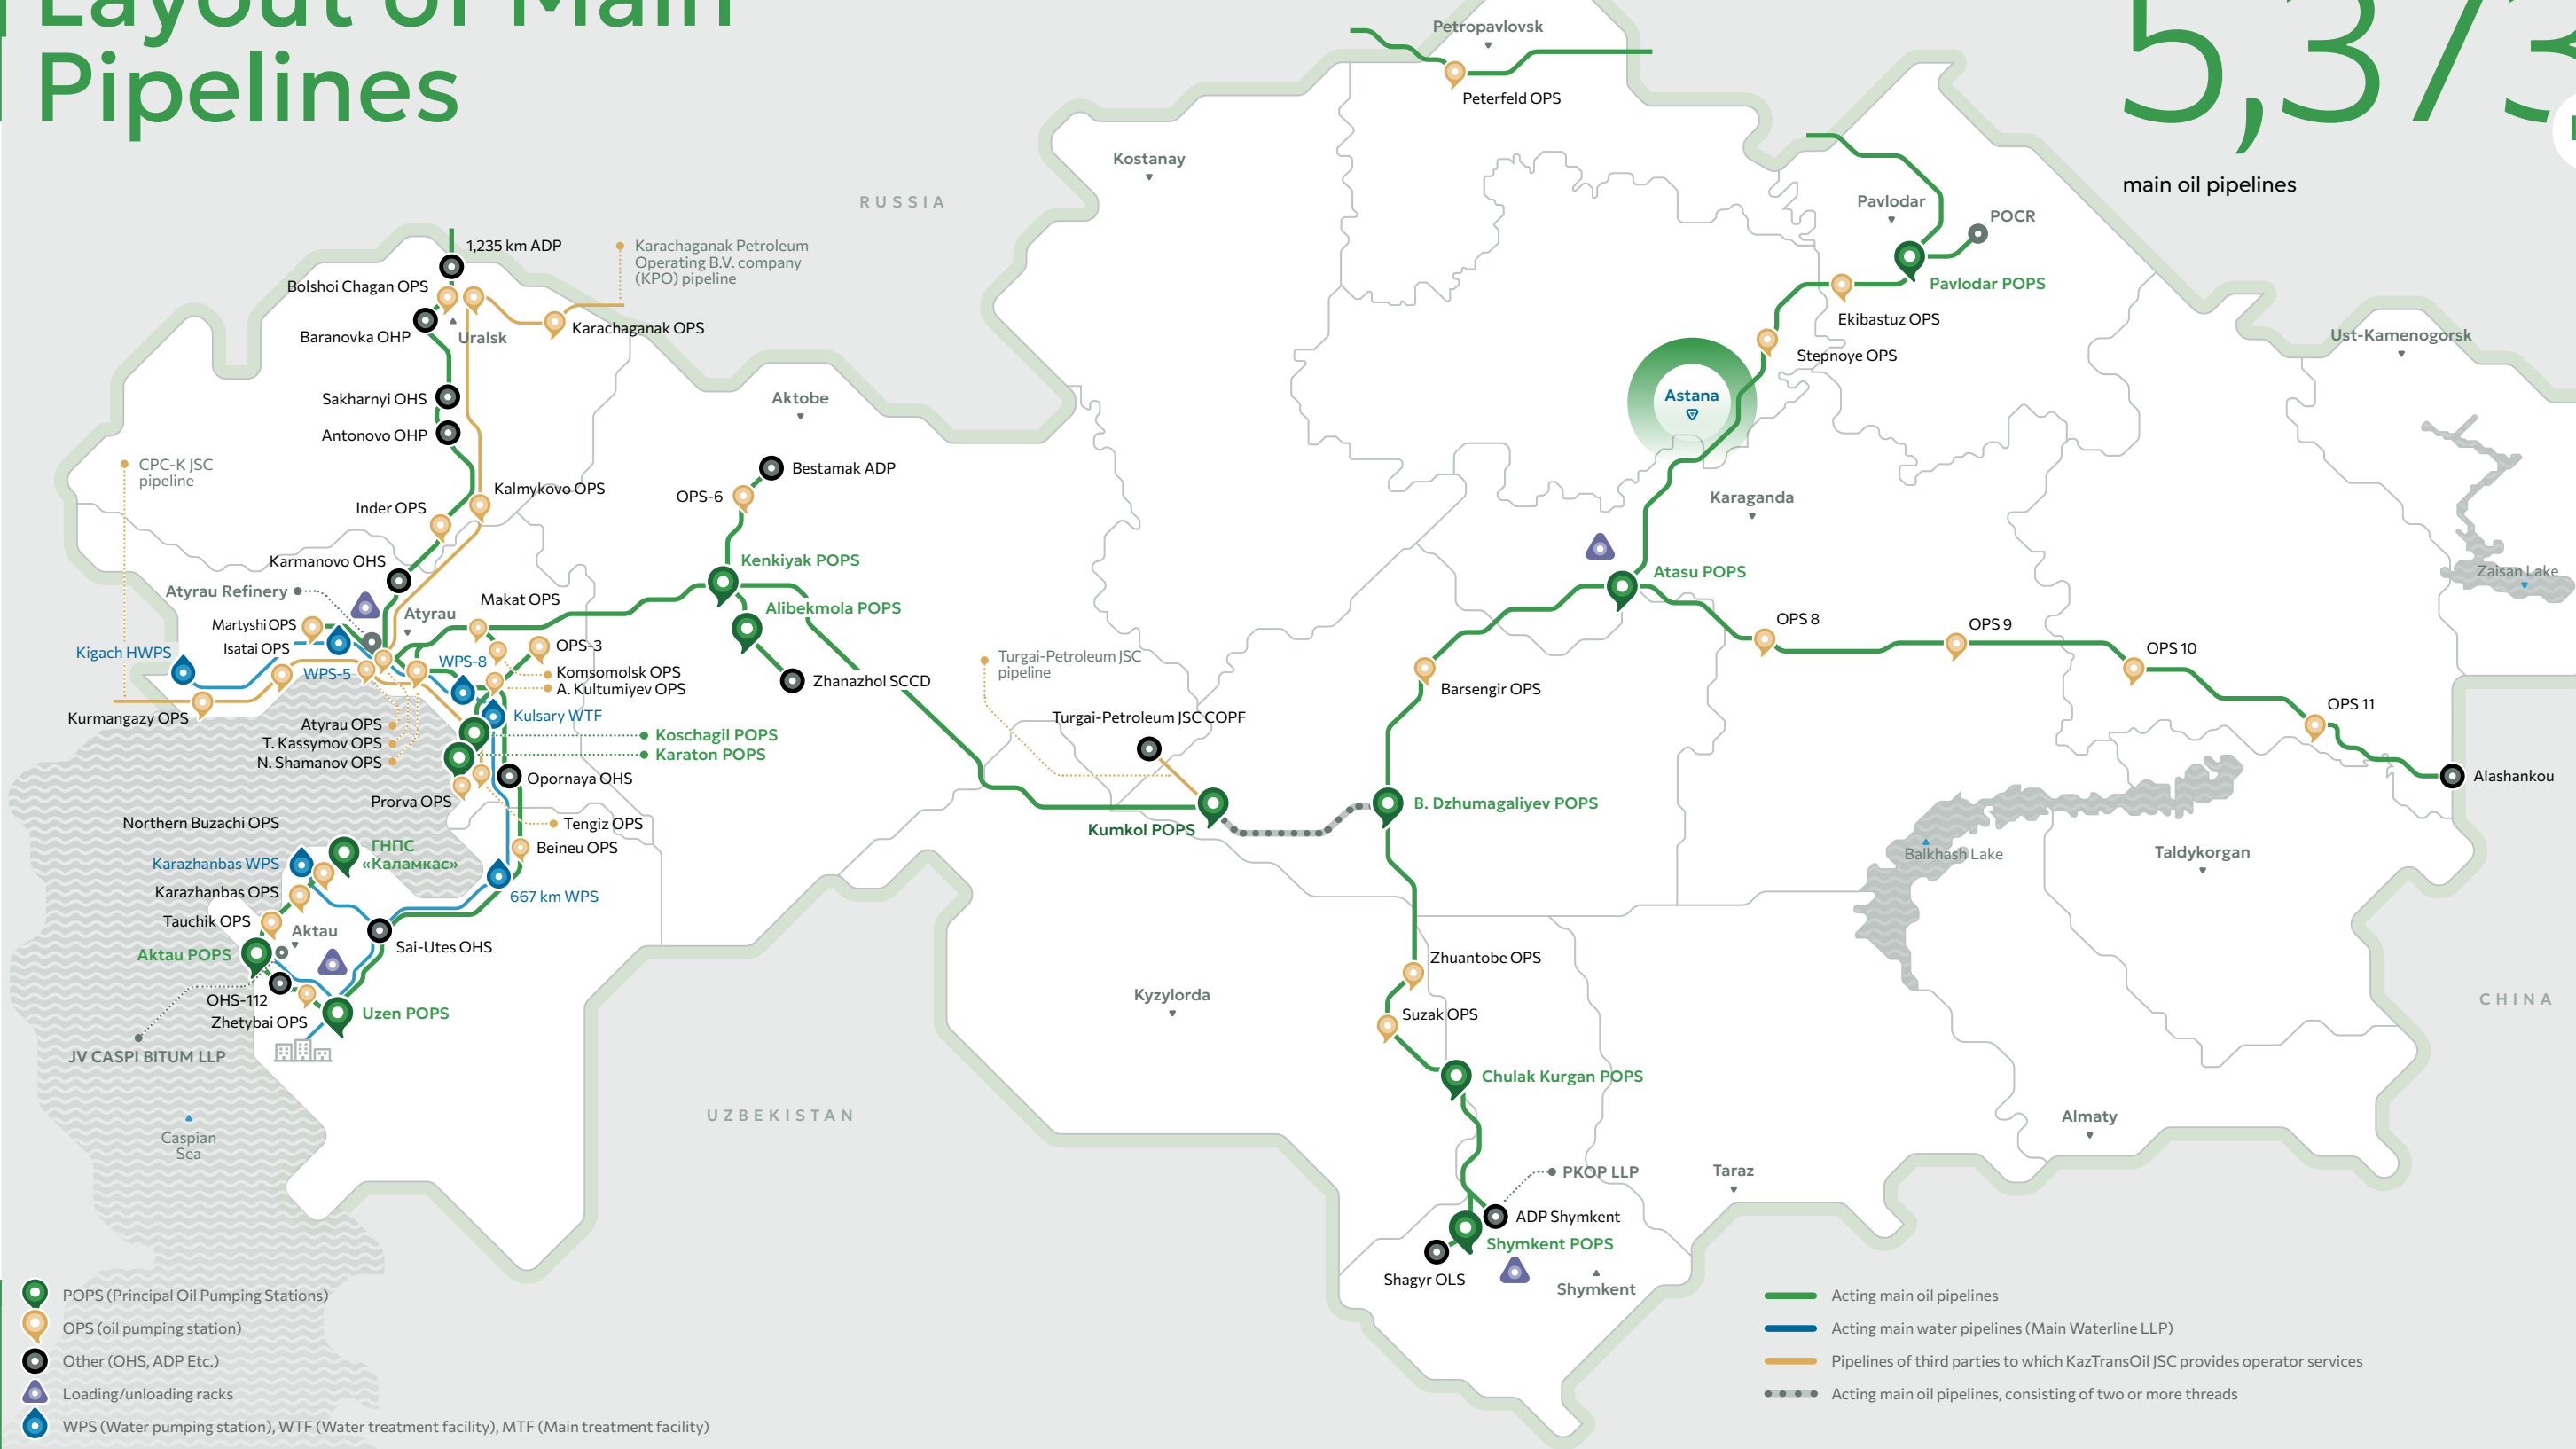 Layout of Main
Pipelines
5,373
main oil pipelines
Petropavlovsk
Peterfeld OPS
Kostanay
RUSSIA
Pavlodar
POCR
Pavlodar POPS
Ekibastuz OPS
Stepnoye OPS
Ust-Kamenogorsk
Astana
1,235 km ADP
Karachaganak Petroleum
Operating B.V. company
(KPO) pipeline
Bolshoi Chagan OPS
Baranovka OHP
Uralsk
Karachaganak OPS
Sakharnyi OHS
Antonovo OHP
Aktobe
CPC-K JSC
pipeline
Bestamak ADP
OPS-6
Kalmykovo OPS
Inder OPS
Karaganda
Karmanovo OHS
Kenkiyak POPS
Atasu POPS
Zaisan Lake
Atyrau Refinery
Makat OPS
Alibekmola POPS
Atyrau
Martyshi OPS
Isatai OPS
OPS-3
OPS 8
OPS 9
OPS 10
Kigach HWPS
WPS-5
WPS-8
Komsomolsk OPS
A. Kultumiyev OPS
Zhanazhol SCCD
Turgai-Petroleum JSC
pipeline
Barsengir OPS
Kurmangazy OPS
Kulsary WTF
Turgai-Petroleum JSC COPF
OPS 11
Atyrau OPS
T. Kassymov OPS
N. Shamanov OPS
Koschagil POPS
Karaton POPS
Opornaya OHS
Alashankou
Prorva OPS
Kumkol POPS
B. Dzhumagaliyev POPS
Northern Buzachi OPS
Tengiz OPS
Beineu OPS
ГНПС
«Каламкас»
Karazhanbas WPS
Balkhash Lake
Taldykorgan
Karazhanbas OPS
667 km WPS
Tauchik OPS
Aktau
Sai-Utes OHS
Aktau POPS
Zhuantobe OPS
OHS-112
Kyzylorda
CHINA
Uzen POPS
Zhetybai OPS
Suzak OPS
JV CASPI BITUM LLP
Chulak Kurgan POPS
UZBEKISTAN
Almaty
Caspian
Sea
PKOP LLP
Taraz
ADP Shymkent
Shymkent POPS
Shagyr OLS
Shymkent
POPS (Principal Oil Pumping Stations)
OPS (oil pumping station)
Other (OHS, ADP Etc.)
Loading/unloading racks
WPS (Water pumping station), WTF (Water treatment facility), MTF (Main treatment facility)
Acting main oil pipelines
Acting main water pipelines (Main Waterline LLP)
Pipelines of third parties to which KazTransOil JSC provides operator services
Acting main oil pipelines, consisting of two or more threads